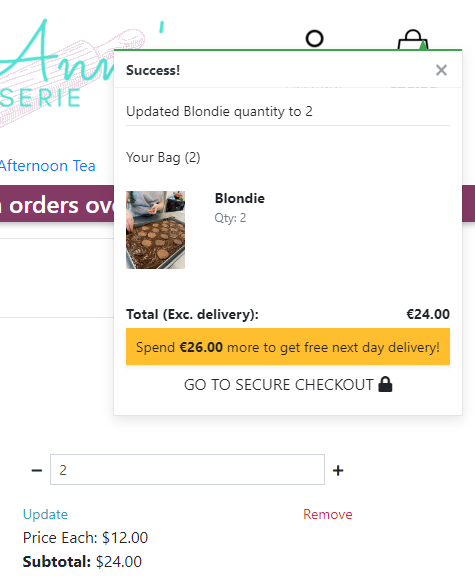 Ann
SERIE
Afternoon Tea
orders ov
Success! ×
Updated Blondie quantity to 2
Your Bag (2)
Blondie
Qty: 2
Total (Exc. delivery): €24.00
Spend €26.00 more to get free next day delivery!
GO TO SECURE CHECKOUT
− 2 +
Update Remove
Price Each: $12.00
Subtotal: $24.00